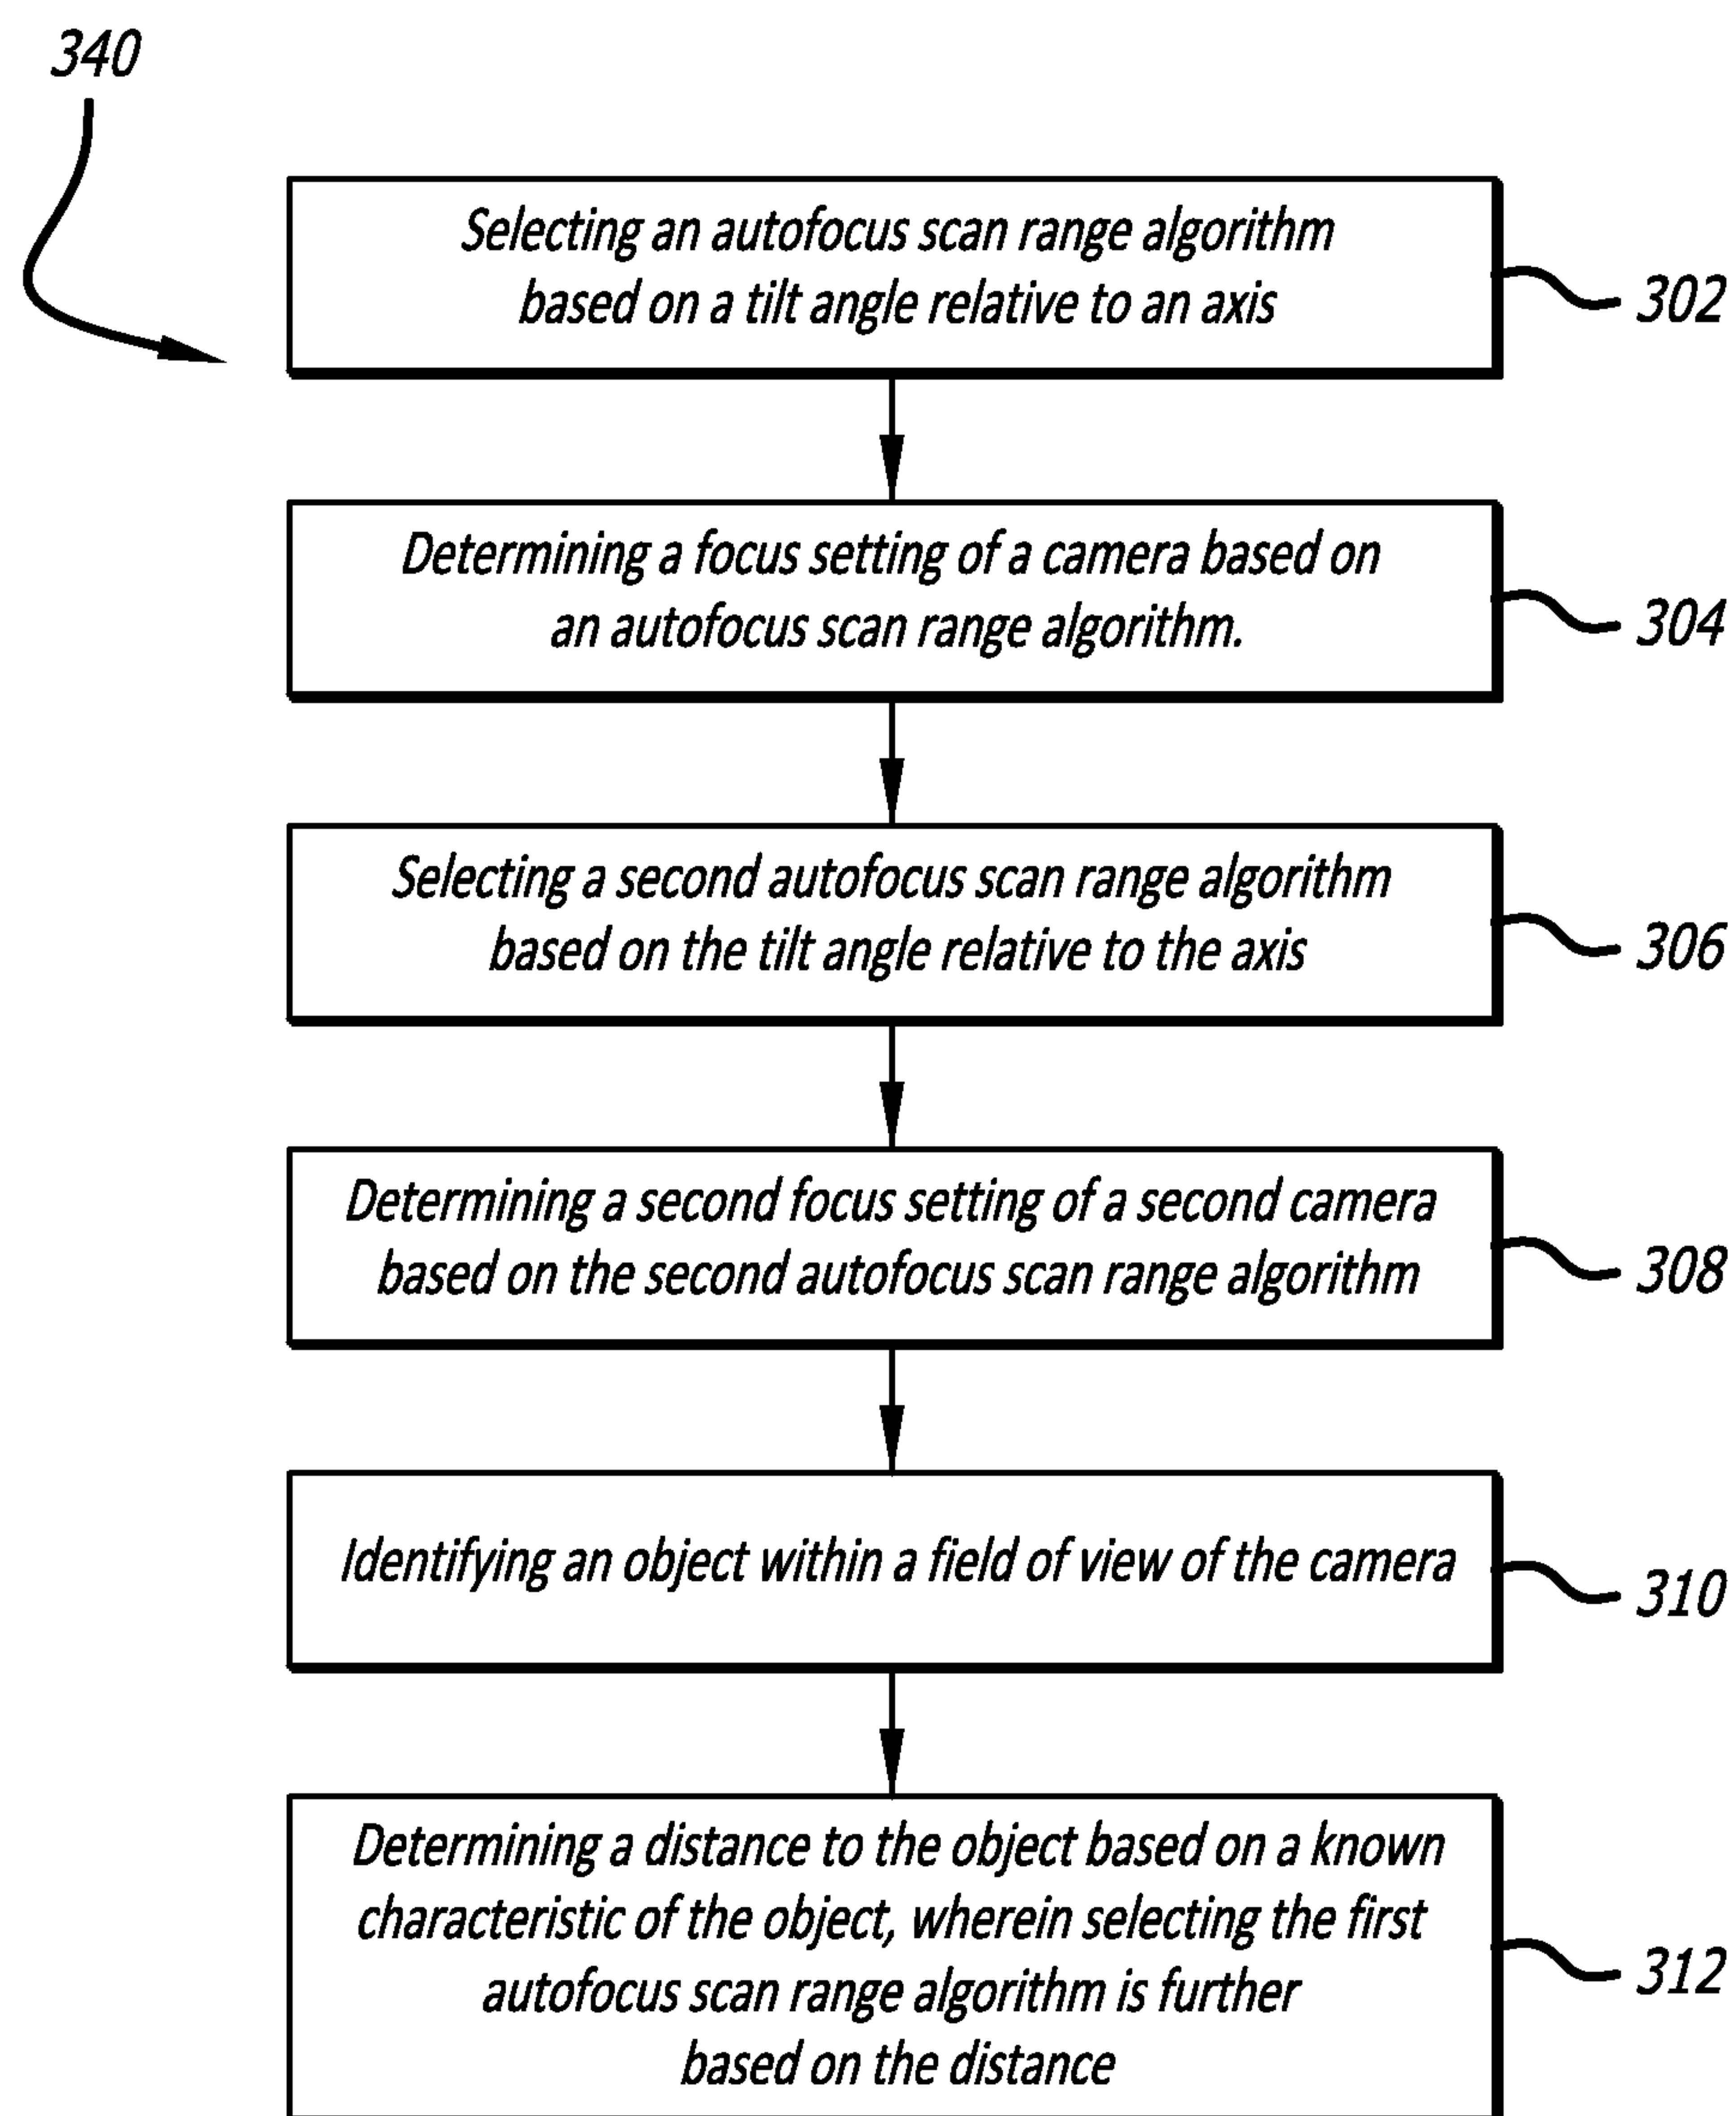 340
Selecting an autofocus scan range algorithm
based on a tilt angle relative to an axis
302
Determining a focus setting of a camera based on
an autofocus scan range algorithm.
304
Selecting a second autofocus scan range algorithm
based on the tilt angle relative to the axis
306
Determining a second focus setting of a second camera
based on the second autofocus scan range algorithm
308
Identifying an object within a field of view of the camera
310
Determining a distance to the object based on a known
characteristic of the object, wherein selecting the first
autofocus scan range algorithm is further
based on the distance
312